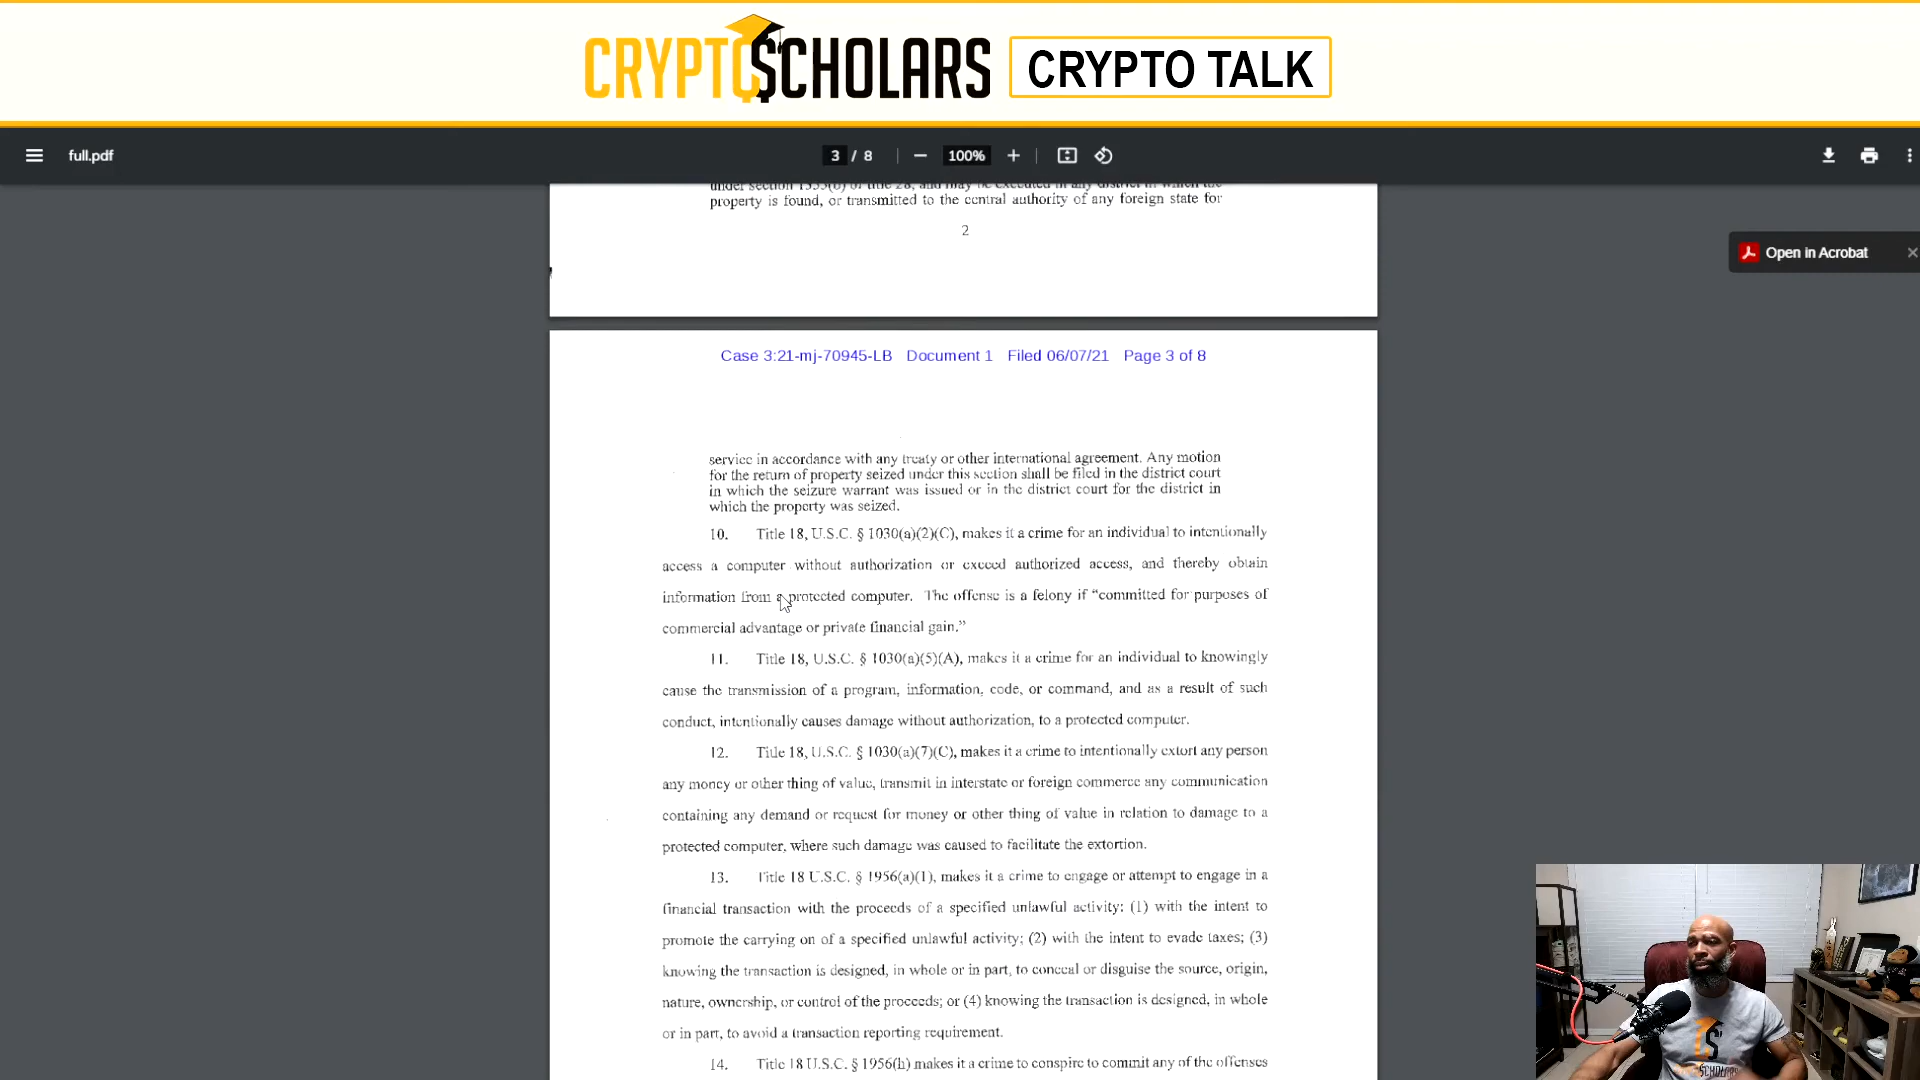 CRYPTOSCHOLARS CRYPTO TALK
full.pdf
3 / 8
100%
under section 1355(b) of title 28, and may be executed in any district in which the
property is found, or transmitted to the central authority of any foreign state for
2
Open in Acrobat
Case 3:21-mj-70945-LB Document 1 Filed 06/07/21 Page 3 of 8
service in accordance with any treaty or other international agreement. Any motion
for the return of property seized under this section shall be filed in the district court
in which the seizure warrant was issued or in the district court for the district in
which the property was seized.
10. Title 18, U.S.C. § 1030(a)(2)(C), makes it a crime for an individual to intentionally
access a computer without authorization or exceed authorized access, and thereby obtain
information from a protected computer. The offense is a felony if “committed for purposes of
commercial advantage or private financial gain.”
11. Title 18, U.S.C. § 1030(a)(5)(A), makes it a crime for an individual to knowingly
cause the transmission of a program, information, code, or command, and as a result of such
conduct, intentionally causes damage without authorization, to a protected computer.
12. Title 18, U.S.C. § 1030(a)(7)(C), makes it a crime to intentionally extort any person
any money or other thing of value, transmit in interstate or foreign commerce any communication
containing any demand or request for money or other thing of value in relation to damage to a
protected computer, where such damage was caused to facilitate the extortion.
13. Title 18 U.S.C. § 1956(a)(1), makes it a crime to engage or attempt to engage in a
financial transaction with the proceeds of a specified unlawful activity: (1) with the intent to
promote the carrying on of a specified unlawful activity; (2) with the intent to evade taxes; (3)
knowing the transaction is designed, in whole or in part, to conceal or disguise the source, origin,
nature, ownership, or control of the proceeds; or (4) knowing the transaction is designed, in whole
or in part, to avoid a transaction reporting requirement.
14. Title 18 U.S.C. § 1956(h) makes it a crime to conspire to commit any of the offenses